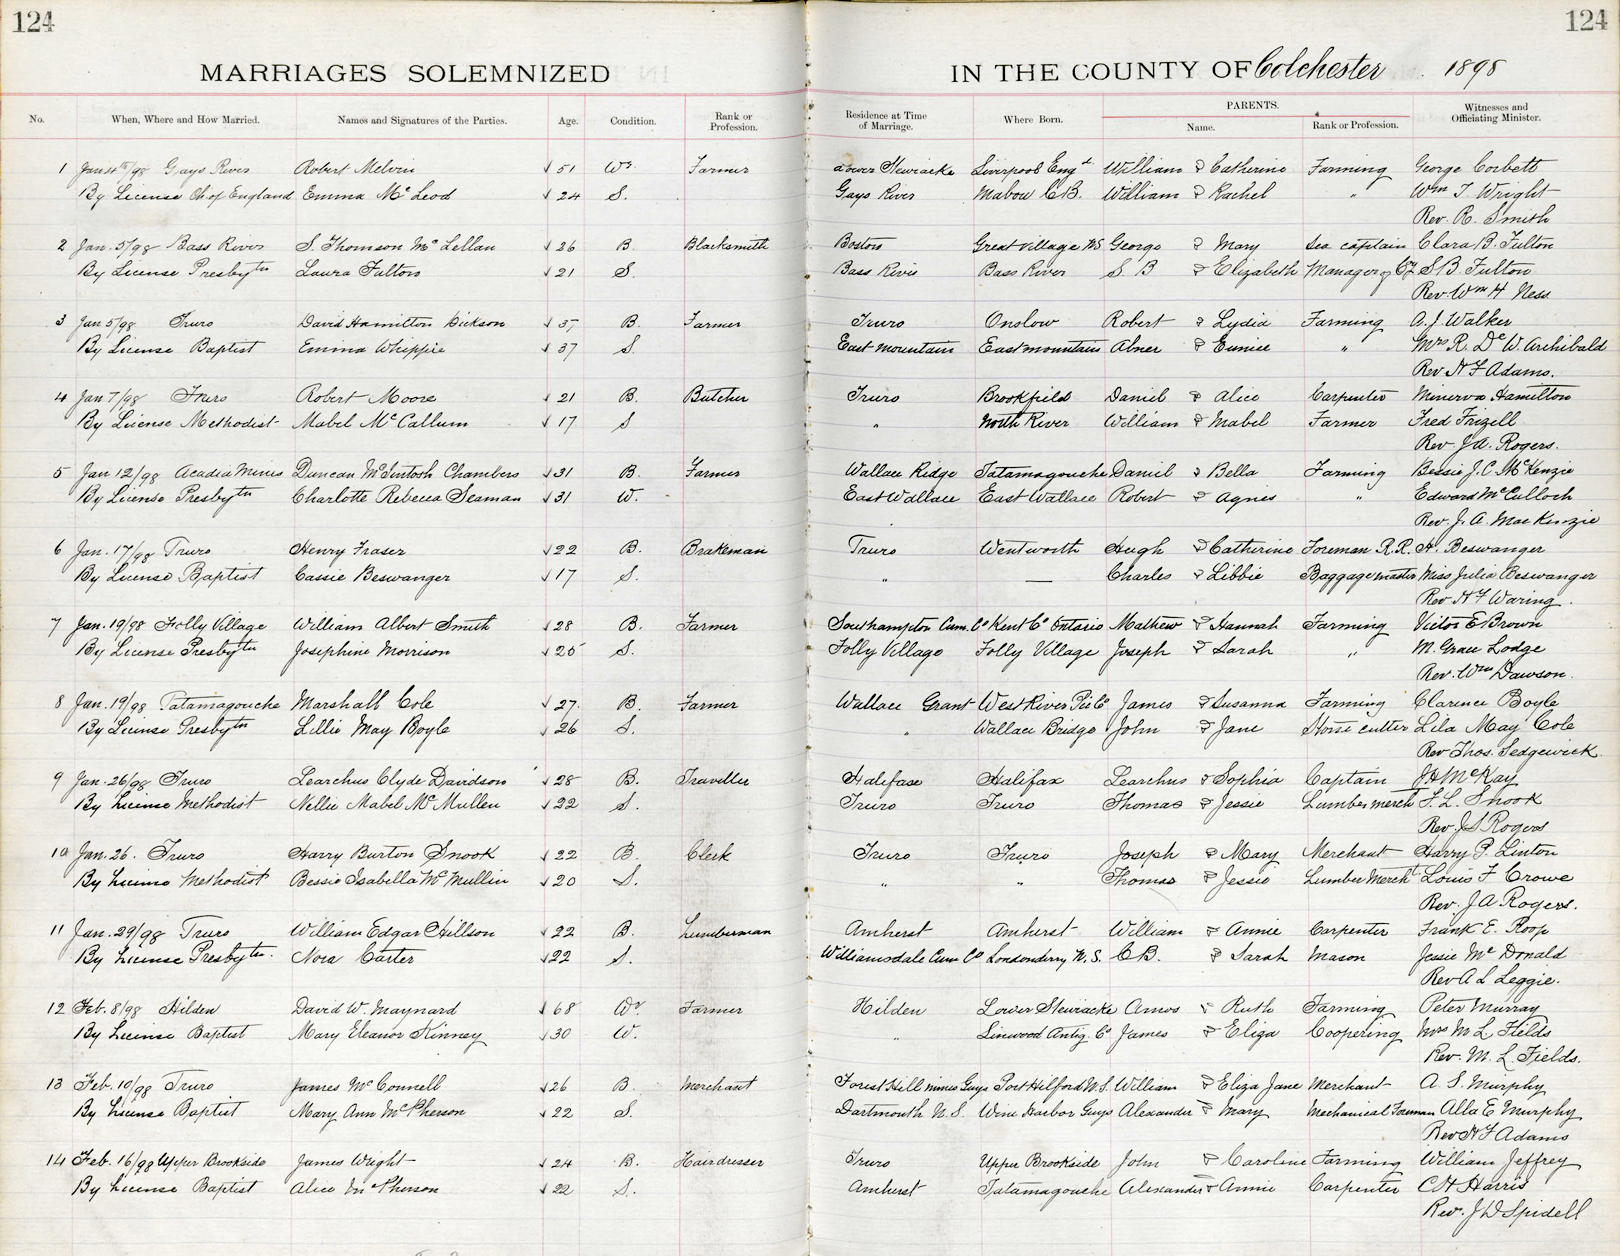 124
124
MARRIAGES SOLEMNIZED IN THE COUNTY OF Colchester 1898
No. When, Where and How Married. Names and Signatures of the Parties. Age. Condition. Rank or Profession. Residence at Time of Marriage. Where Born. PARENTS. Name. Rank or Profession. Witnesses and Officiating Minister.
1 Jan 4th/98 Gays River Robert Melvin √ 51 Wr. Farmer Lower Stewiacke Liverpool Engd William & Catherine Farming George Corbett
By License Ch of England Emma Mc Leod √ 24 S. Gays River Mabou C.B. William & Rachel " Wm T. Wright
Rev. R. Smith
2 Jan. 5/98 Bass River S. Thomson Mc Lellan √ 26 B. Blacksmith Boston Great Village NS George & Mary Sea captain Clara B. Fulton
By License Presbytn Laura Fulton √ 21 S. Bass River Bass River S B & Elizabeth Manager of Cy S B. Fulton
Rev. Wm H Ness
3 Jan 5/98 Truro David Hamilton Dickson √ 37 B. Farmer Truro Onslow Robert & Lydia Farming A. J. Walker
By License Baptist Emma Whippie √ 37 S. East mountain East mountain Abner & Eunice " Mrs R. De W. Archibald
Rev H F Adams.
4 Jan 7/98 Truro Robert Moore √ 21 B. Butcher Truro Brookfield Daniel & Alice Carpenter Minerva Hamilton
By License Methodist Mabel Mc Callum √ 17 S " North River William & Mabel Farmer Fred Frizell
Rev. J A. Rogers.
5 Jan 12/98 Acadia Mines Duncan McIntosh Chambers √ 31 B. Farmer Wallace Ridge Tatamagouche Daniel & Bella Farming Bessie J. C. McKenzie
By License Presbytn Charlotte Rebecca Seaman √ 31 W. East Wallace East Wallace Robert & Agnes " Edward McCulloch
Rev. J. A. MacKenzie
6 Jan. 17/98 Truro Henry Fraser √ 22 B. Brakeman Truro Wentworth Hugh & Catherine Foreman R.R. H. Beswanger
By License Baptist Cassie Beswanger √ 17 S. " — Charles & Libbie Baggage master Miss Julia Beswanger
Rev H F Waring.
7 Jan. 19/98 Folly Village William Albert Smith √ 28 B. Farmer Southampton Cum. Co Kent Co Ontario Mathew & Hannah Farming Victor E Brown
By License Presbytn Josephine Morrison √ 25 S. Folly Village Folly Village Joseph & Sarah " M. Grace Lodge
Rev. Wm Dawson.
8 Jan. 19/98 Tatamagouche Marshall Cole √ 27. B. Farmer Wallace Grant West River Pic Co James & Susanna Farming Clarence Boyle
By License Presbytn Lillie May Boyle √ 26 S. " Wallace Bridge John & Jane Stone cutter Lila May Cole
Rev Thos. Sedgewick.
9 Jan. 26/98 Truro Learchus Clyde Davidson √ 28 B. Traveller Halifax Halifax Learchus & Sophia Captain J H McKay
By License Methodist Nellie Mabel Mc Mullen √ 22 S. Truro Truro Thomas & Jessie Lumber merch T. L. Snook
Rev. J A Rogers
10 Jan. 26. Truro Harry Burton Snook √ 22 B. Clerk Truro Truro Joseph & Mary Merchant Harry P. Linton
By License Methodist Bessie Isabella Mc Mullin √ 20 S. " " Thomas & Jessie Lumber Mercht Louis F Crowe
Rev. J A. Rogers.
11 Jan. 29/98 Truro William Edgar Hillson √ 22 B. Lumberman Amherst Amherst William & Annie Carpenter Frank E. Roop
By License Presbytn. Nora Carter √ 22 S. Williamsdale Cum Co Londonderry N.S. C B. & Sarah Mason Jessie Mc Donald
Rev A L Leggie.
12 Feb. 8/98 Hilden David W. Maynard √ 68 Wr. Farmer Hilden Lower Stewiacke Amos & Ruth Farming Peter Murray
By License Baptist Mary Eleanor Kinney √ 30 W. " Linwood Antig. Co James & Eliza Coopering Mrs M L Fields
Rev. M. L Fields.
13 Feb. 10/98 Truro James McConnell √ 26 B. Merchant Forest Hill mines Guys Port Hilford N.S. William & Eliza Jane Merchant A. S. Murphy
By License Baptist Mary Ann McPherson √ 22 S. Dartmouth N.S. Wine Harbor Guys Alexander & Mary Mechanical Foreman Alla E Murphy
Rev H F Adams
14 Feb. 16/98 Upper Brookside James Wright √ 24 B. Hairdresser Truro Upper Brookside John & Caroline Farming William Jeffrey
By License Baptist Alice McPherson √ 22 S. Amherst Tatamagouche Alexander & Annie Carpenter C H Harris
Rev. J D Spidell